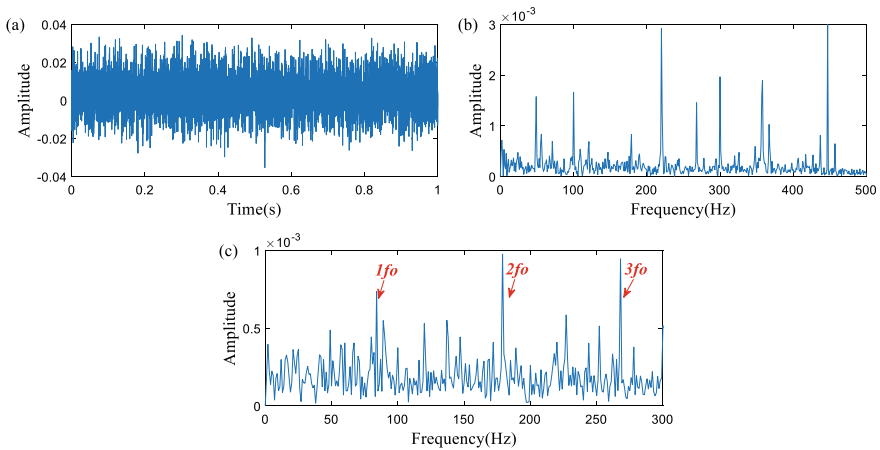 (a)
Amplitude
0.04
0.02
0
-0.02
-0.04
0 0.2 0.4 0.6 0.8 1
Time(s)
(b)
×10⁻³
Amplitude
3
2
1
0
0 100 200 300 400 500
Frequency(Hz)
(c)
×10⁻³
Amplitude
1
0.5
0
1fo 2fo 3fo
0 50 100 150 200 250 300
Frequency(Hz)